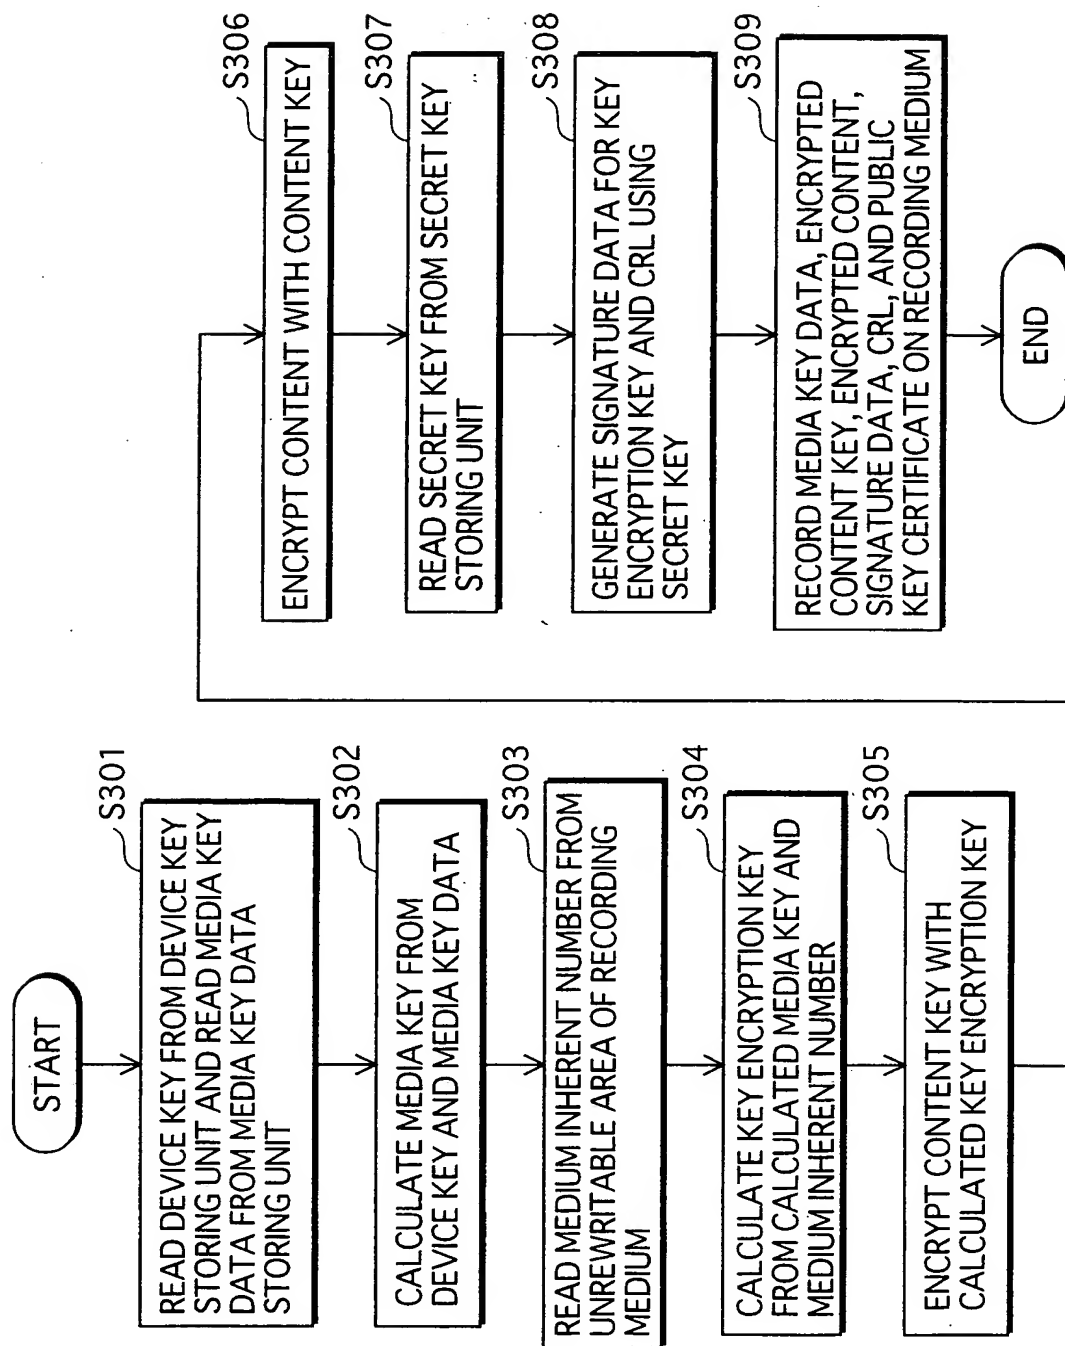 START
S301
READ DEVICE KEY FROM DEVICE KEY
STORING UNIT AND READ MEDIA KEY
DATA FROM MEDIA KEY DATA
STORING UNIT
S302
CALCULATE MEDIA KEY FROM
DEVICE KEY AND MEDIA KEY DATA
S303
READ MEDIUM INHERENT NUMBER FROM
UNREWRITABLE AREA OF RECORDING
MEDIUM
S304
CALCULATE KEY ENCRYPTION KEY
FROM CALCULATED MEDIA KEY AND
MEDIUM INHERENT NUMBER
S305
ENCRYPT CONTENT KEY WITH
CALCULATED KEY ENCRYPTION KEY
S306
ENCRYPT CONTENT WITH CONTENT KEY
S307
READ SECRET KEY FROM SECRET KEY
STORING UNIT
S308
GENERATE SIGNATURE DATA FOR KEY
ENCRYPTION KEY AND CRL USING
SECRET KEY
S309
RECORD MEDIA KEY DATA, ENCRYPTED
CONTENT KEY, ENCRYPTED CONTENT,
SIGNATURE DATA, CRL, AND PUBLIC
KEY CERTIFICATE ON RECORDING MEDIUM
END